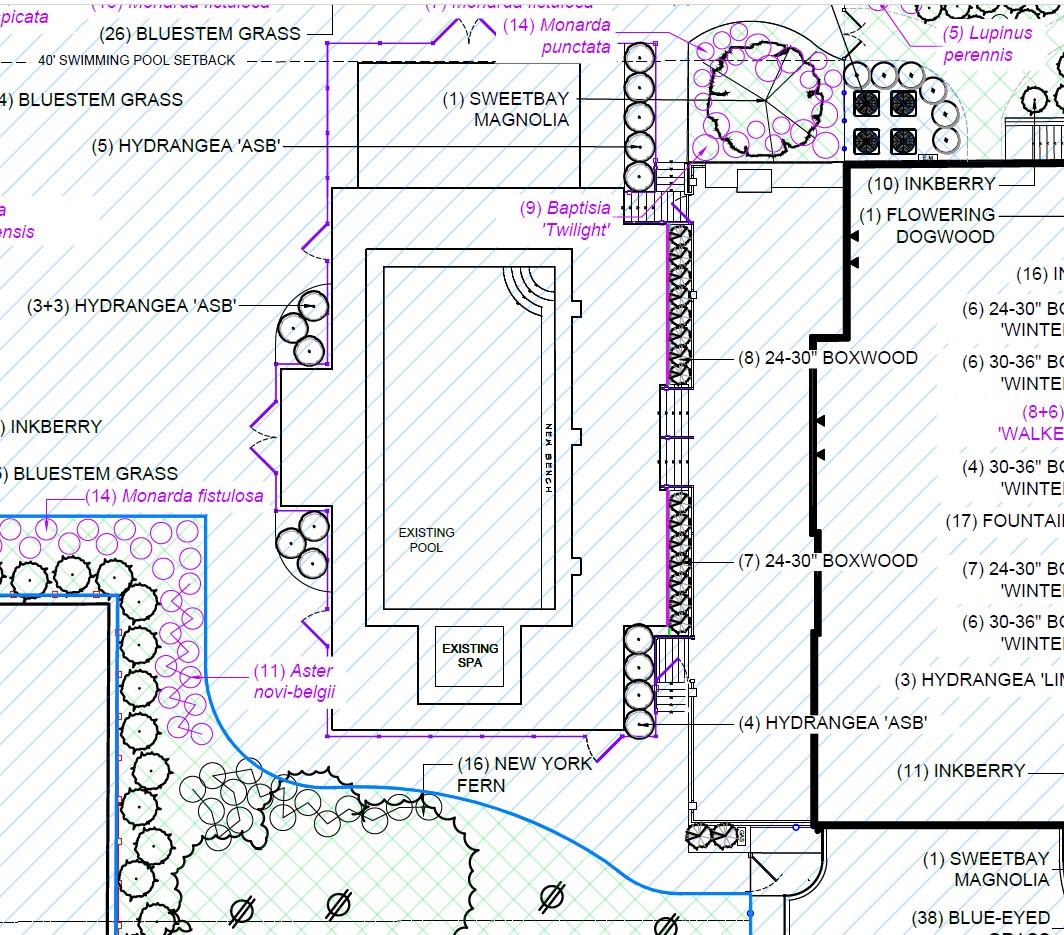 spicata
(26) BLUESTEM GRASS
40' SWIMMING POOL SETBACK
4) BLUESTEM GRASS
(5) HYDRANGEA 'ASB'
(14) Monarda
punctata
(1) SWEETBAY
MAGNOLIA
(5) Lupinus
perennis
(10) INKBERRY
(1) FLOWERING
DOGWOOD
a
ensis
(9) Baptisia
'Twilight'
(16) IN
(3+3) HYDRANGEA 'ASB'
(6) 24-30" BO
'WINTE
(8) 24-30" BOXWOOD
(6) 30-36" BO
'WINTE
) INKBERRY
(8+6)
'WALKE
NEW BENCH
(4) 30-36" BO
'WINTE
BLUESTEM GRASS
(14) Monarda fistulosa
(17) FOUNTAI
EXISTING
POOL
(7) 24-30" BOXWOOD
(7) 24-30" BO
'WINTE
(6) 30-36" BO
'WINTE
EXISTING
SPA
(11) Aster
novi-belgii
(3) HYDRANGEA 'LIM
(4) HYDRANGEA 'ASB'
(16) NEW YORK
FERN
(11) INKBERRY
(1) SWEETBAY
MAGNOLIA
(38) BLUE-EYED